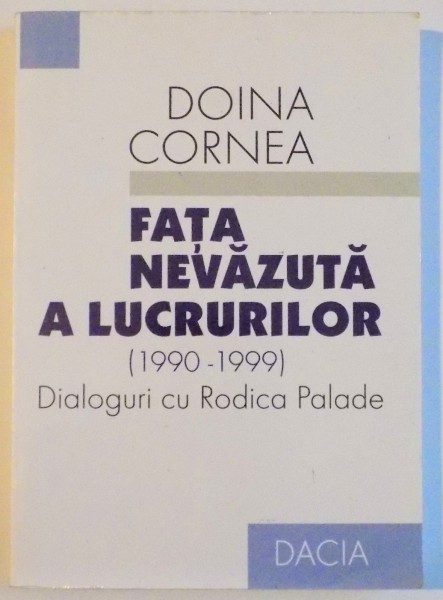 DOINA
CORNEA
FAȚA
NEVĂZUTĂ
A LUCRURILOR
(1990-1999)
Dialoguri cu Rodica Palade
DACIA